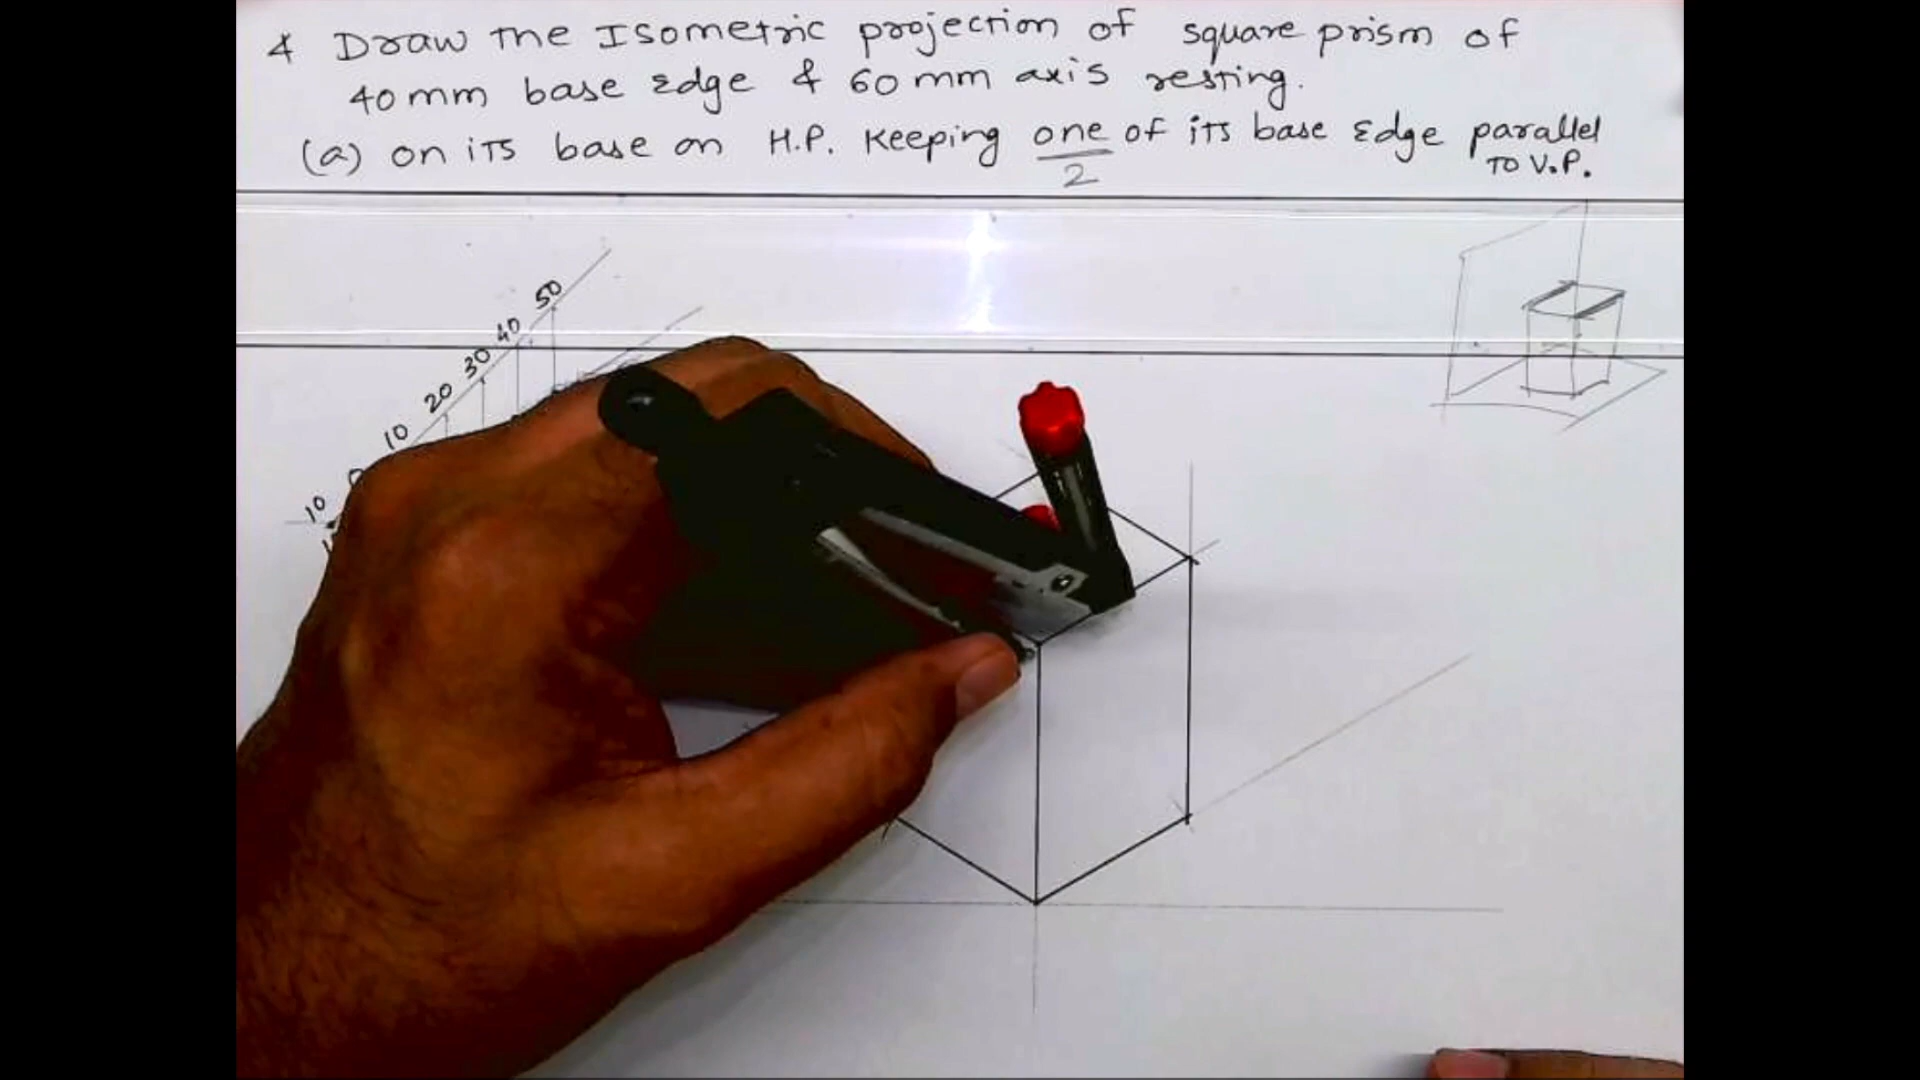 4 Draw the Isometric projection of square prism of
40 mm base Edge & 60 mm axis resting.
(a) on iTs base on H.P. Keeping one of iTs base Edge parallel
2
TO V.P.
50
40
30
20
10
0
10